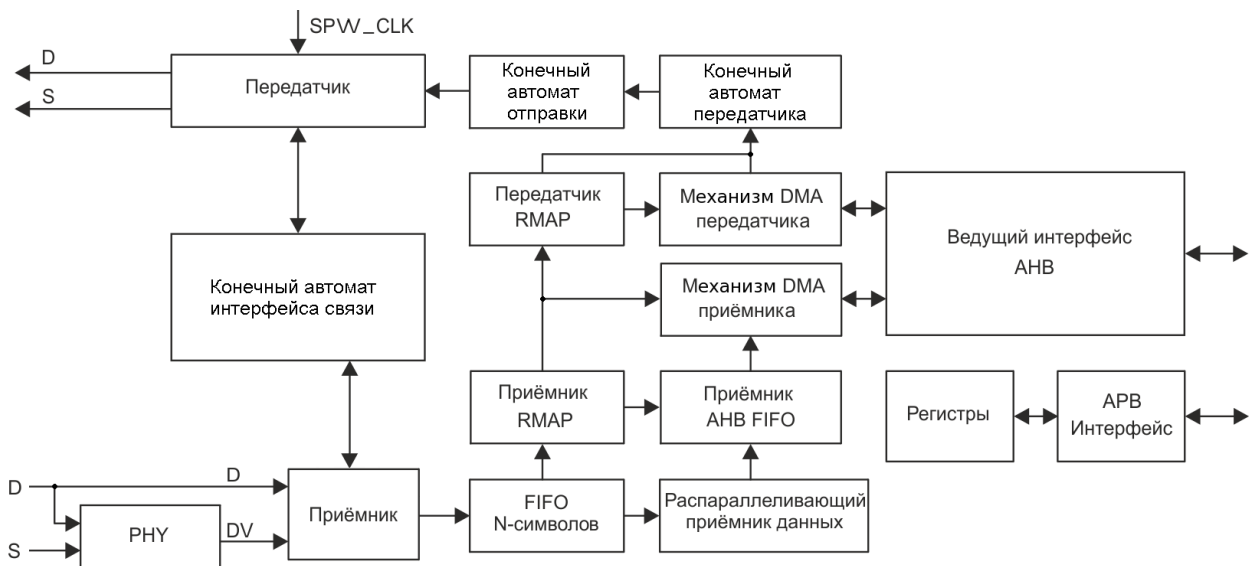 SPW_CLK
D
S
Передатчик
Конечный
автомат
отправки
Конечный
автомат
передатчика
Передатчик
RMAP
Механизм DMA
передатчика
Ведущий интерфейс
AHB
Конечный автомат
интерфейса связи
Механизм DMA
приёмника
Приёмник
RMAP
Приёмник
AHB FIFO
Регистры
APB
Интерфейс
D
D
S
PHY
DV
Приёмник
FIFO
N-символов
Распараллеливающий
приёмник данных